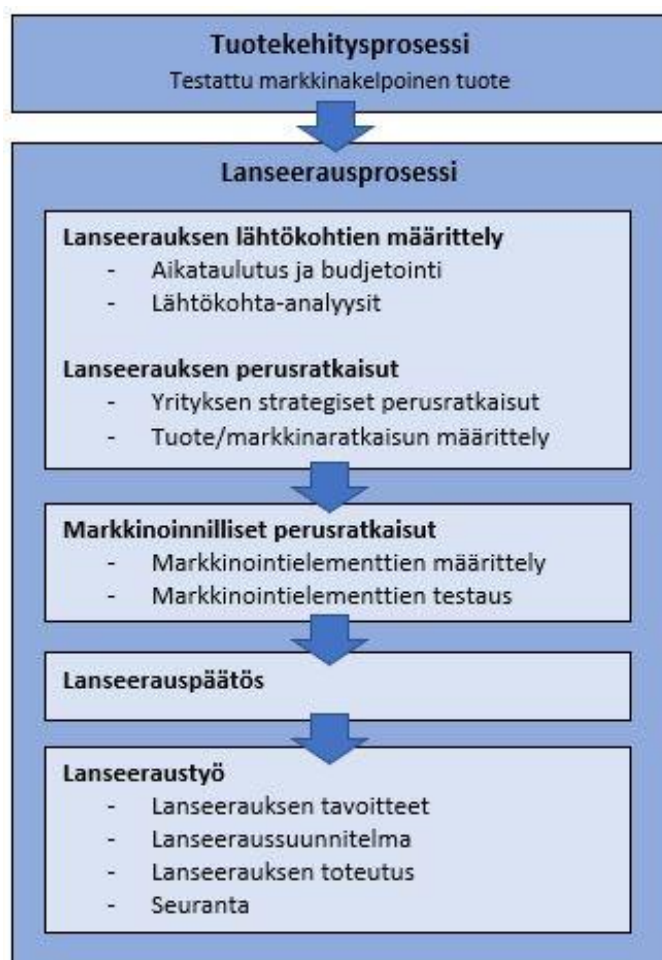 Tuotekehitysprosessi
Testattu markkinakelpoinen tuote
Lanseerausprosessi
Lanseerauksen lähtökohtien määrittely
- Aikataulutus ja budjetointi
- Lähtökohta-analyysit
Lanseerauksen perusratkaisut
- Yrityksen strategiset perusratkaisut
- Tuote/markkinaratkaisun määrittely
Markkinoinnilliset perusratkaisut
- Markkinointielementtien määrittely
- Markkinointielementtien testaus
Lanseerauspäätös
Lanseeraustyö
- Lanseerauksen tavoitteet
- Lanseeraussuunnitelma
- Lanseerauksen toteutus
- Seuranta